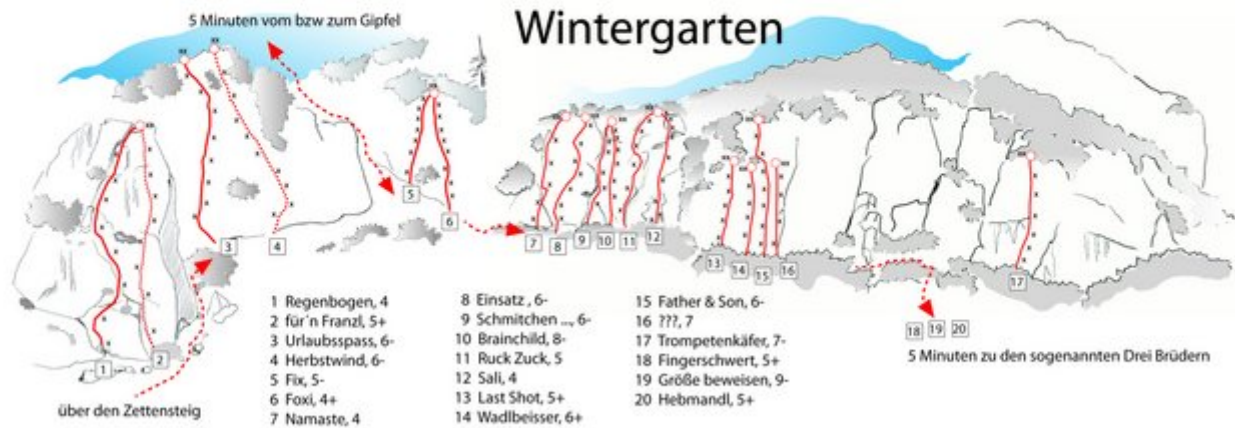 5 Minuten vom bzw zum Gipfel
Wintergarten
1
2
3
4
5
6
7
8
9
10
11
12
13
14
15
16
17
18
19
20
über den Zettensteig
5 Minuten zu den sogenannten Drei Brüdern
1 Regenbogen, 4
2 für´n Franzl, 5+
3 Urlaubsspass, 6-
4 Herbstwind, 6-
5 Fix, 5-
6 Foxi, 4+
7 Namaste, 4
8 Einsatz , 6-
9 Schmitchen ..., 6-
10 Brainchild, 8-
11 Ruck Zuck, 5
12 Sali, 4
13 Last Shot, 5+
14 Wadlbeisser, 6+
15 Father & Son, 6-
16 ???, 7
17 Trompetenkäfer, 7-
18 Fingerschwert, 5+
19 Größe beweisen, 9-
20 Hebmandl, 5+